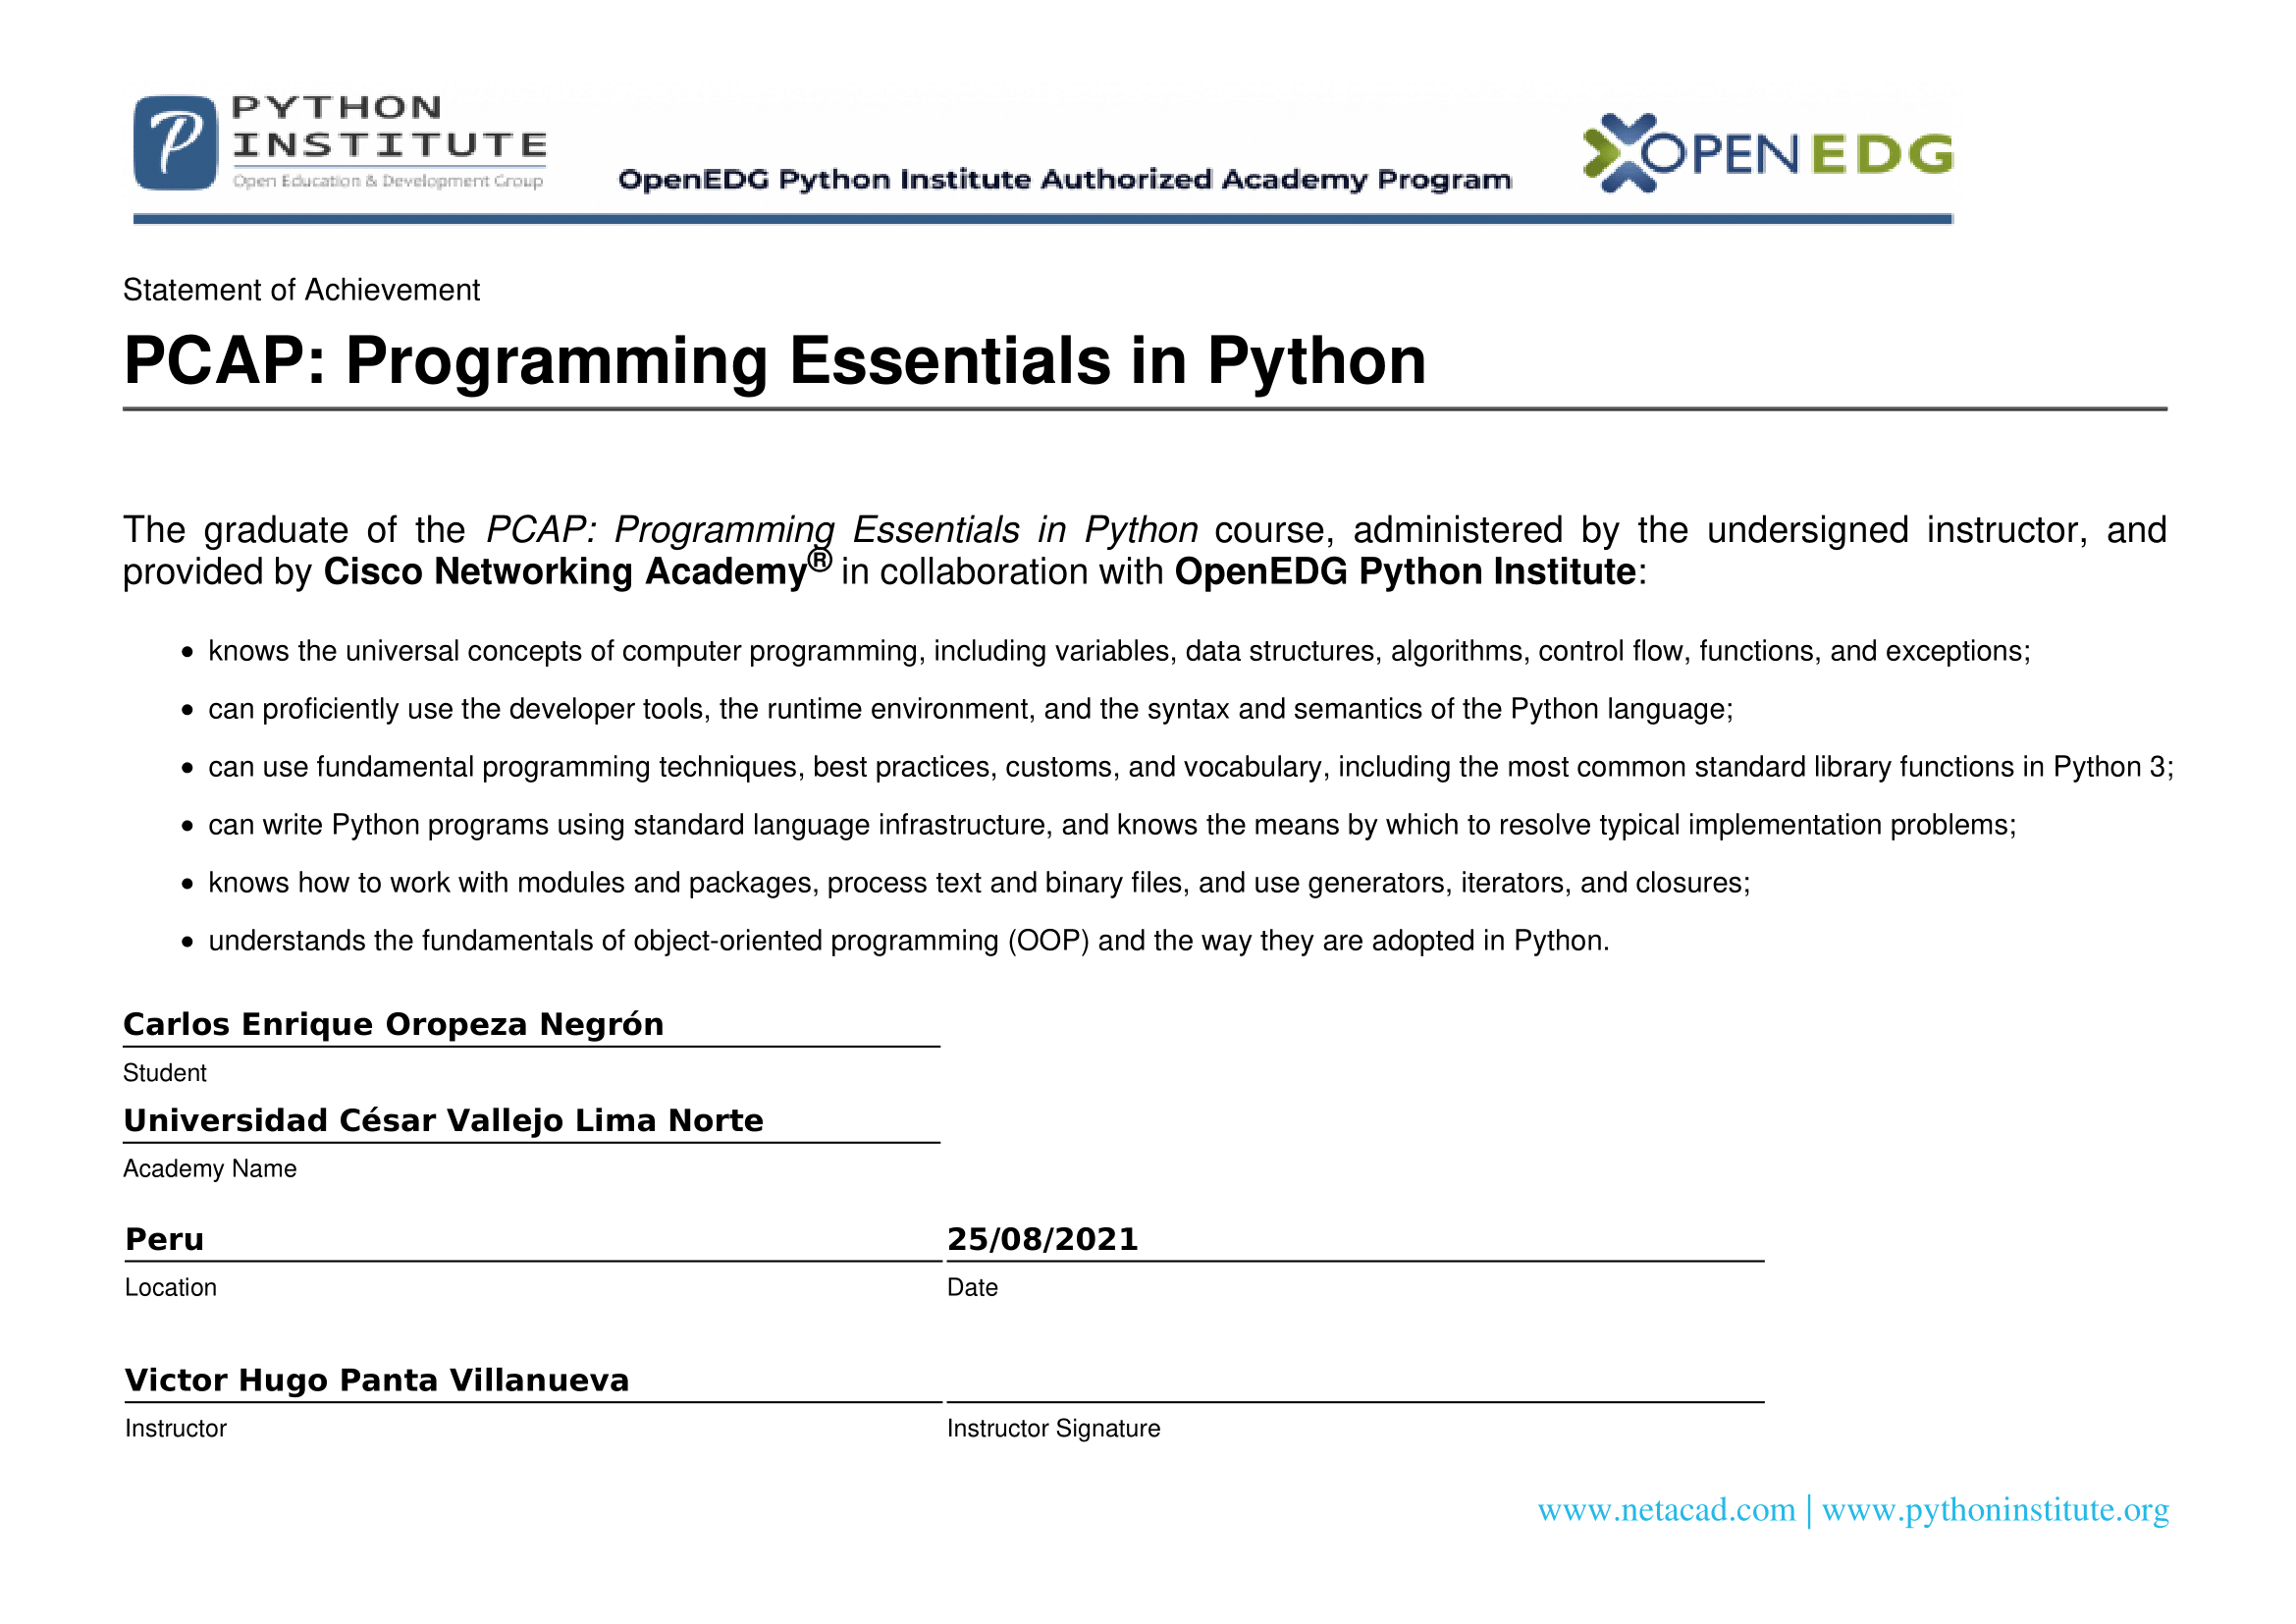 PYTHON
INSTITUTE
Open Education & Development Group
OpenEDG Python Institute Authorized Academy Program
OPENEDG
Statement of Achievement
PCAP: Programming Essentials in Python
The graduate of the PCAP: Programming Essentials in Python course, administered by the undersigned instructor, and
provided by Cisco Networking Academy® in collaboration with OpenEDG Python Institute:
• knows the universal concepts of computer programming, including variables, data structures, algorithms, control flow, functions, and exceptions;
• can proficiently use the developer tools, the runtime environment, and the syntax and semantics of the Python language;
• can use fundamental programming techniques, best practices, customs, and vocabulary, including the most common standard library functions in Python 3;
• can write Python programs using standard language infrastructure, and knows the means by which to resolve typical implementation problems;
• knows how to work with modules and packages, process text and binary files, and use generators, iterators, and closures;
• understands the fundamentals of object-oriented programming (OOP) and the way they are adopted in Python.
Carlos Enrique Oropeza Negrón
Student
Universidad César Vallejo Lima Norte
Academy Name
Peru 25/08/2021
Location Date
Victor Hugo Panta Villanueva
Instructor Instructor Signature
www.netacad.com | www.pythoninstitute.org